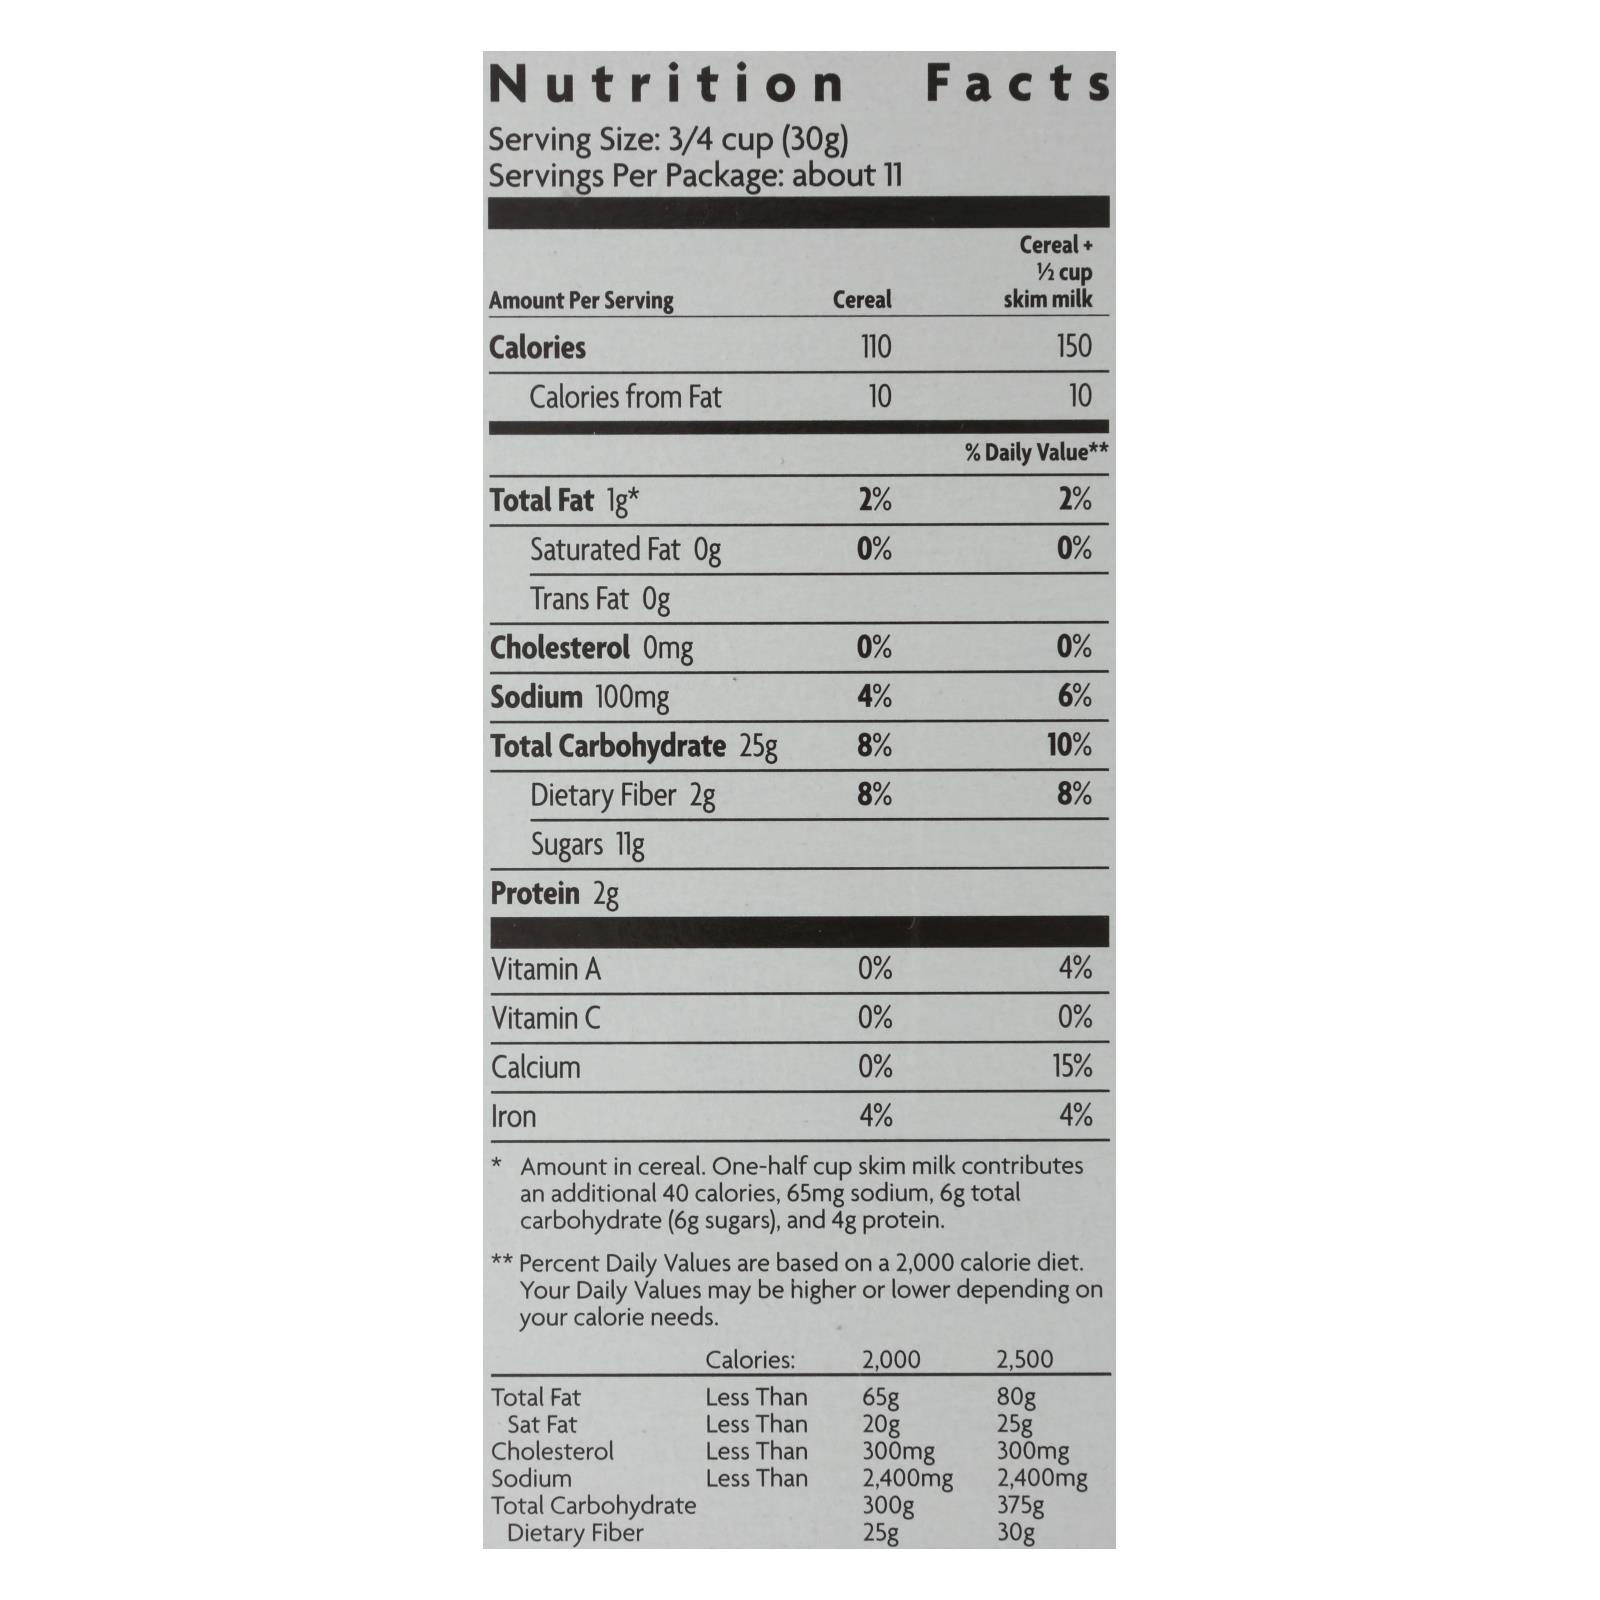 Nutrition Facts
Serving Size: 3/4 cup (30g)
Servings Per Package: about 11
Cereal +
½ cup
Amount Per Serving Cereal skim milk
Calories 110 150
Calories from Fat 10 10
% Daily Value**
Total Fat 1g* 2% 2%
Saturated Fat 0g 0% 0%
Trans Fat 0g
Cholesterol 0mg 0% 0%
Sodium 100mg 4% 6%
Total Carbohydrate 25g 8% 10%
Dietary Fiber 2g 8% 8%
Sugars 11g
Protein 2g
Vitamin A 0% 4%
Vitamin C 0% 0%
Calcium 0% 15%
Iron 4% 4%
* Amount in cereal. One-half cup skim milk contributes
an additional 40 calories, 65mg sodium, 6g total
carbohydrate (6g sugars), and 4g protein.
** Percent Daily Values are based on a 2,000 calorie diet.
Your Daily Values may be higher or lower depending on
your calorie needs.
Calories: 2,000 2,500
Total Fat Less Than 65g 80g
Sat Fat Less Than 20g 25g
Cholesterol Less Than 300mg 300mg
Sodium Less Than 2,400mg 2,400mg
Total Carbohydrate 300g 375g
Dietary Fiber 25g 30g